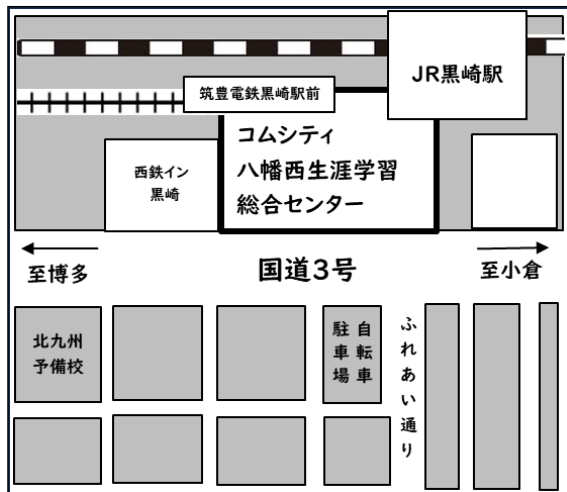 JR黒崎駅
筑豊電鉄黒崎駅前
コムシティ
八幡西生涯学習
総合センター
西鉄イン
黒崎
至博多
国道3号
至小倉
北九州
予備校
自転車
駐車場
ふれあい通り